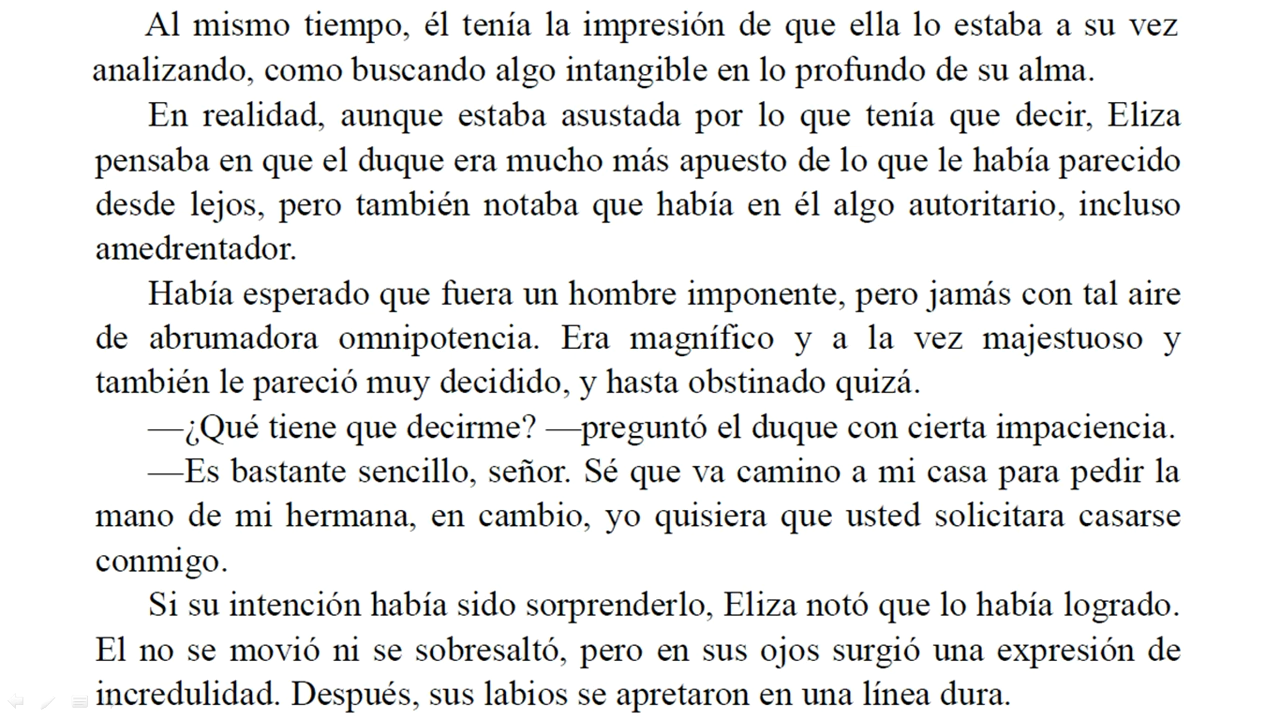 Al mismo tiempo, él tenía la impresión de que ella lo estaba a su vez
analizando, como buscando algo intangible en lo profundo de su alma.
En realidad, aunque estaba asustada por lo que tenía que decir, Eliza
pensaba en que el duque era mucho más apuesto de lo que le había parecido
desde lejos, pero también notaba que había en él algo autoritario, incluso
amedrentador.
Había esperado que fuera un hombre imponente, pero jamás con tal aire
de abrumadora omnipotencia. Era magnífico y a la vez majestuoso y
también le pareció muy decidido, y hasta obstinado quizá.
—¿Qué tiene que decirme? —preguntó el duque con cierta impaciencia.
—Es bastante sencillo, señor. Sé que va camino a mi casa para pedir la
mano de mi hermana, en cambio, yo quisiera que usted solicitara casarse
conmigo.
Si su intención había sido sorprenderlo, Eliza notó que lo había logrado.
El no se movió ni se sobresaltó, pero en sus ojos surgió una expresión de
incredulidad. Después, sus labios se apretaron en una línea dura.